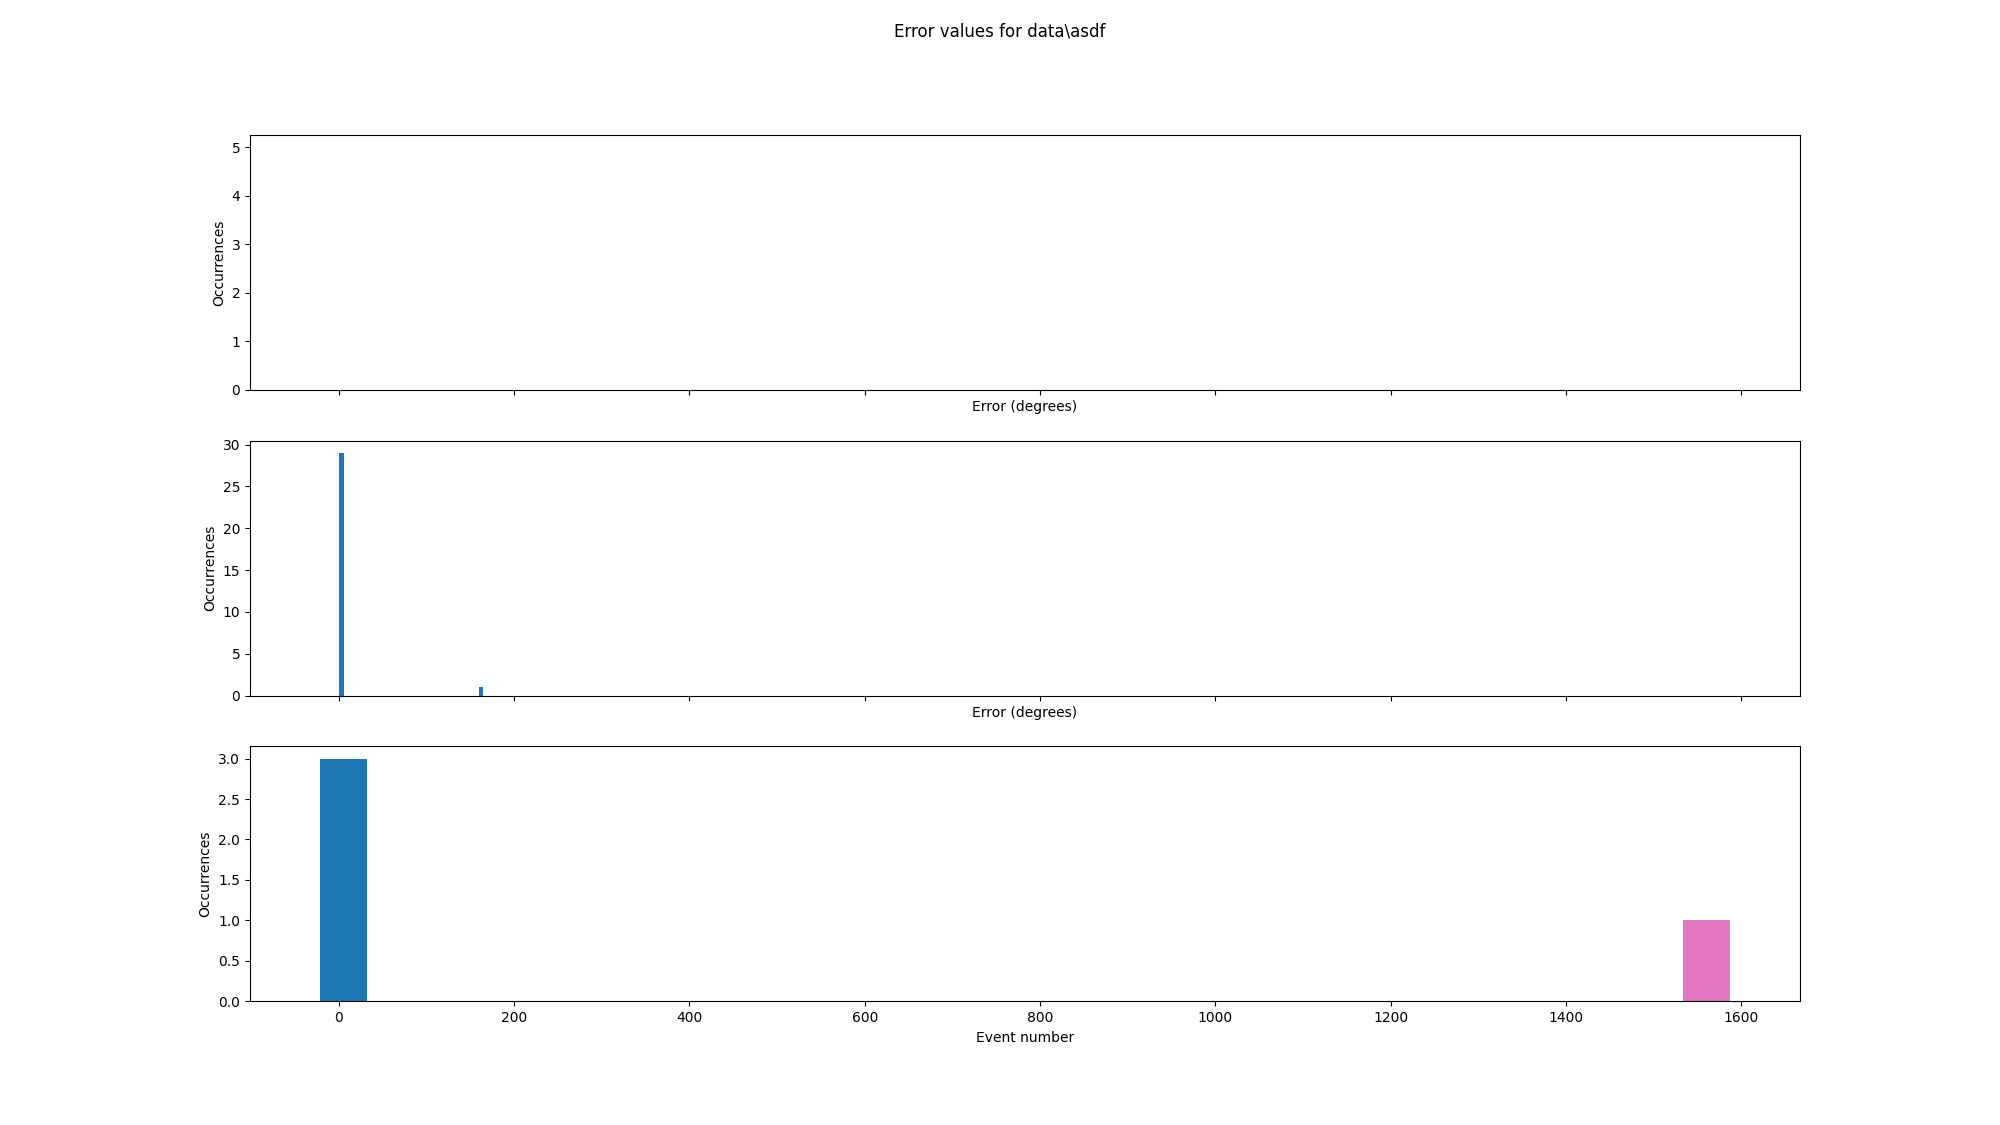 Error values for data\asdf
5
4
3
2
1
0
Occurrences
Error (degrees)
30
25
20
15
10
5
0
Occurrences
Error (degrees)
3.0
2.5
2.0
1.5
1.0
0.5
0.0
Occurrences
0 200 400 600 800 1000 1200 1400 1600
Event number